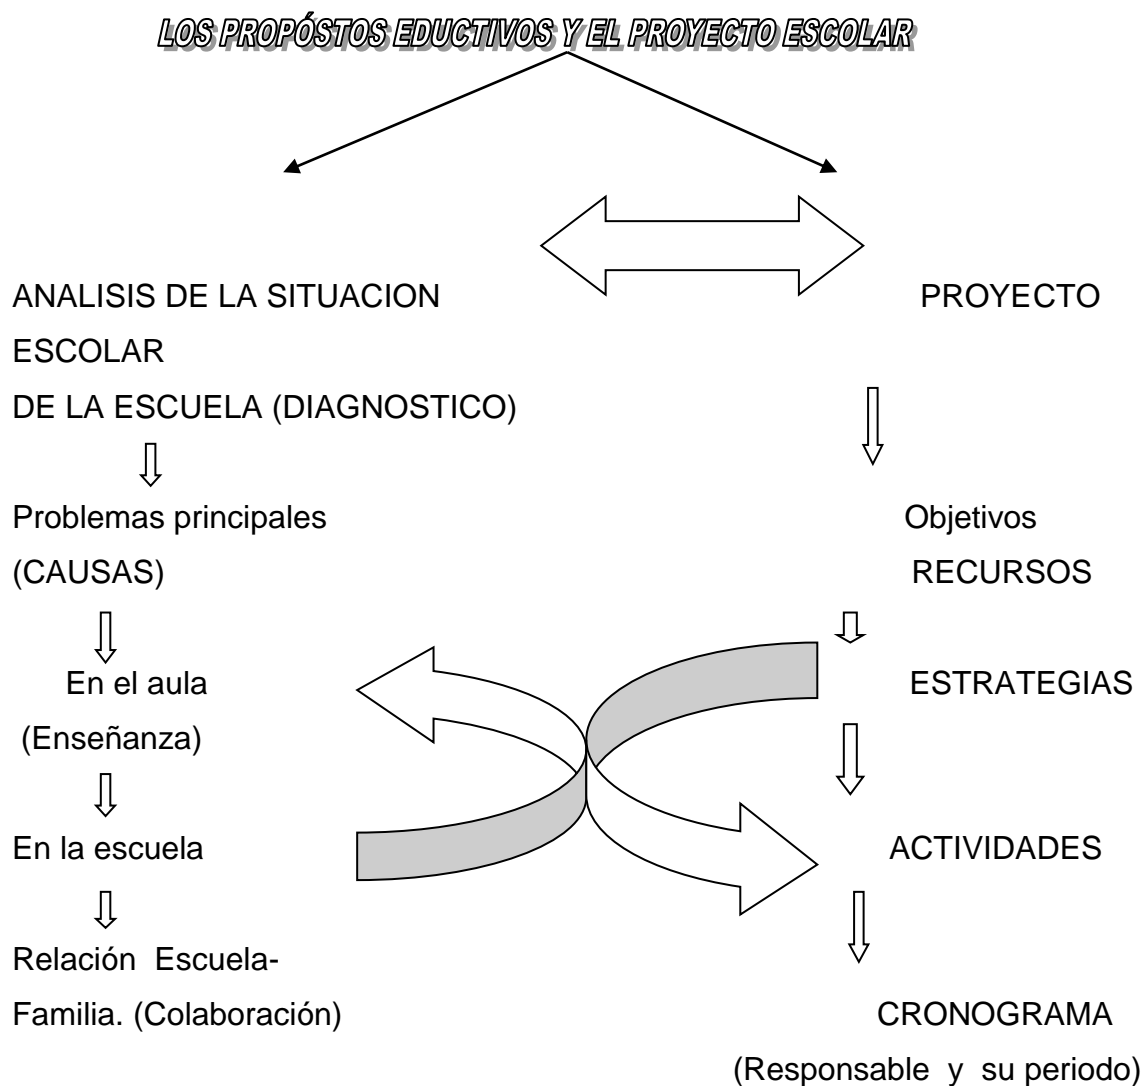 LOS PROPÓSTOS EDUCTIVOS Y EL PROYECTO ESCOLAR
ANALISIS DE LA SITUACION
ESCOLAR
DE LA ESCUELA (DIAGNOSTICO)
Problemas principales
(CAUSAS)
En el aula
(Enseñanza)
En la escuela
Relación Escuela-
Familia. (Colaboración)
PROYECTO
Objetivos
RECURSOS
ESTRATEGIAS
ACTIVIDADES
CRONOGRAMA
(Responsable y su periodo)